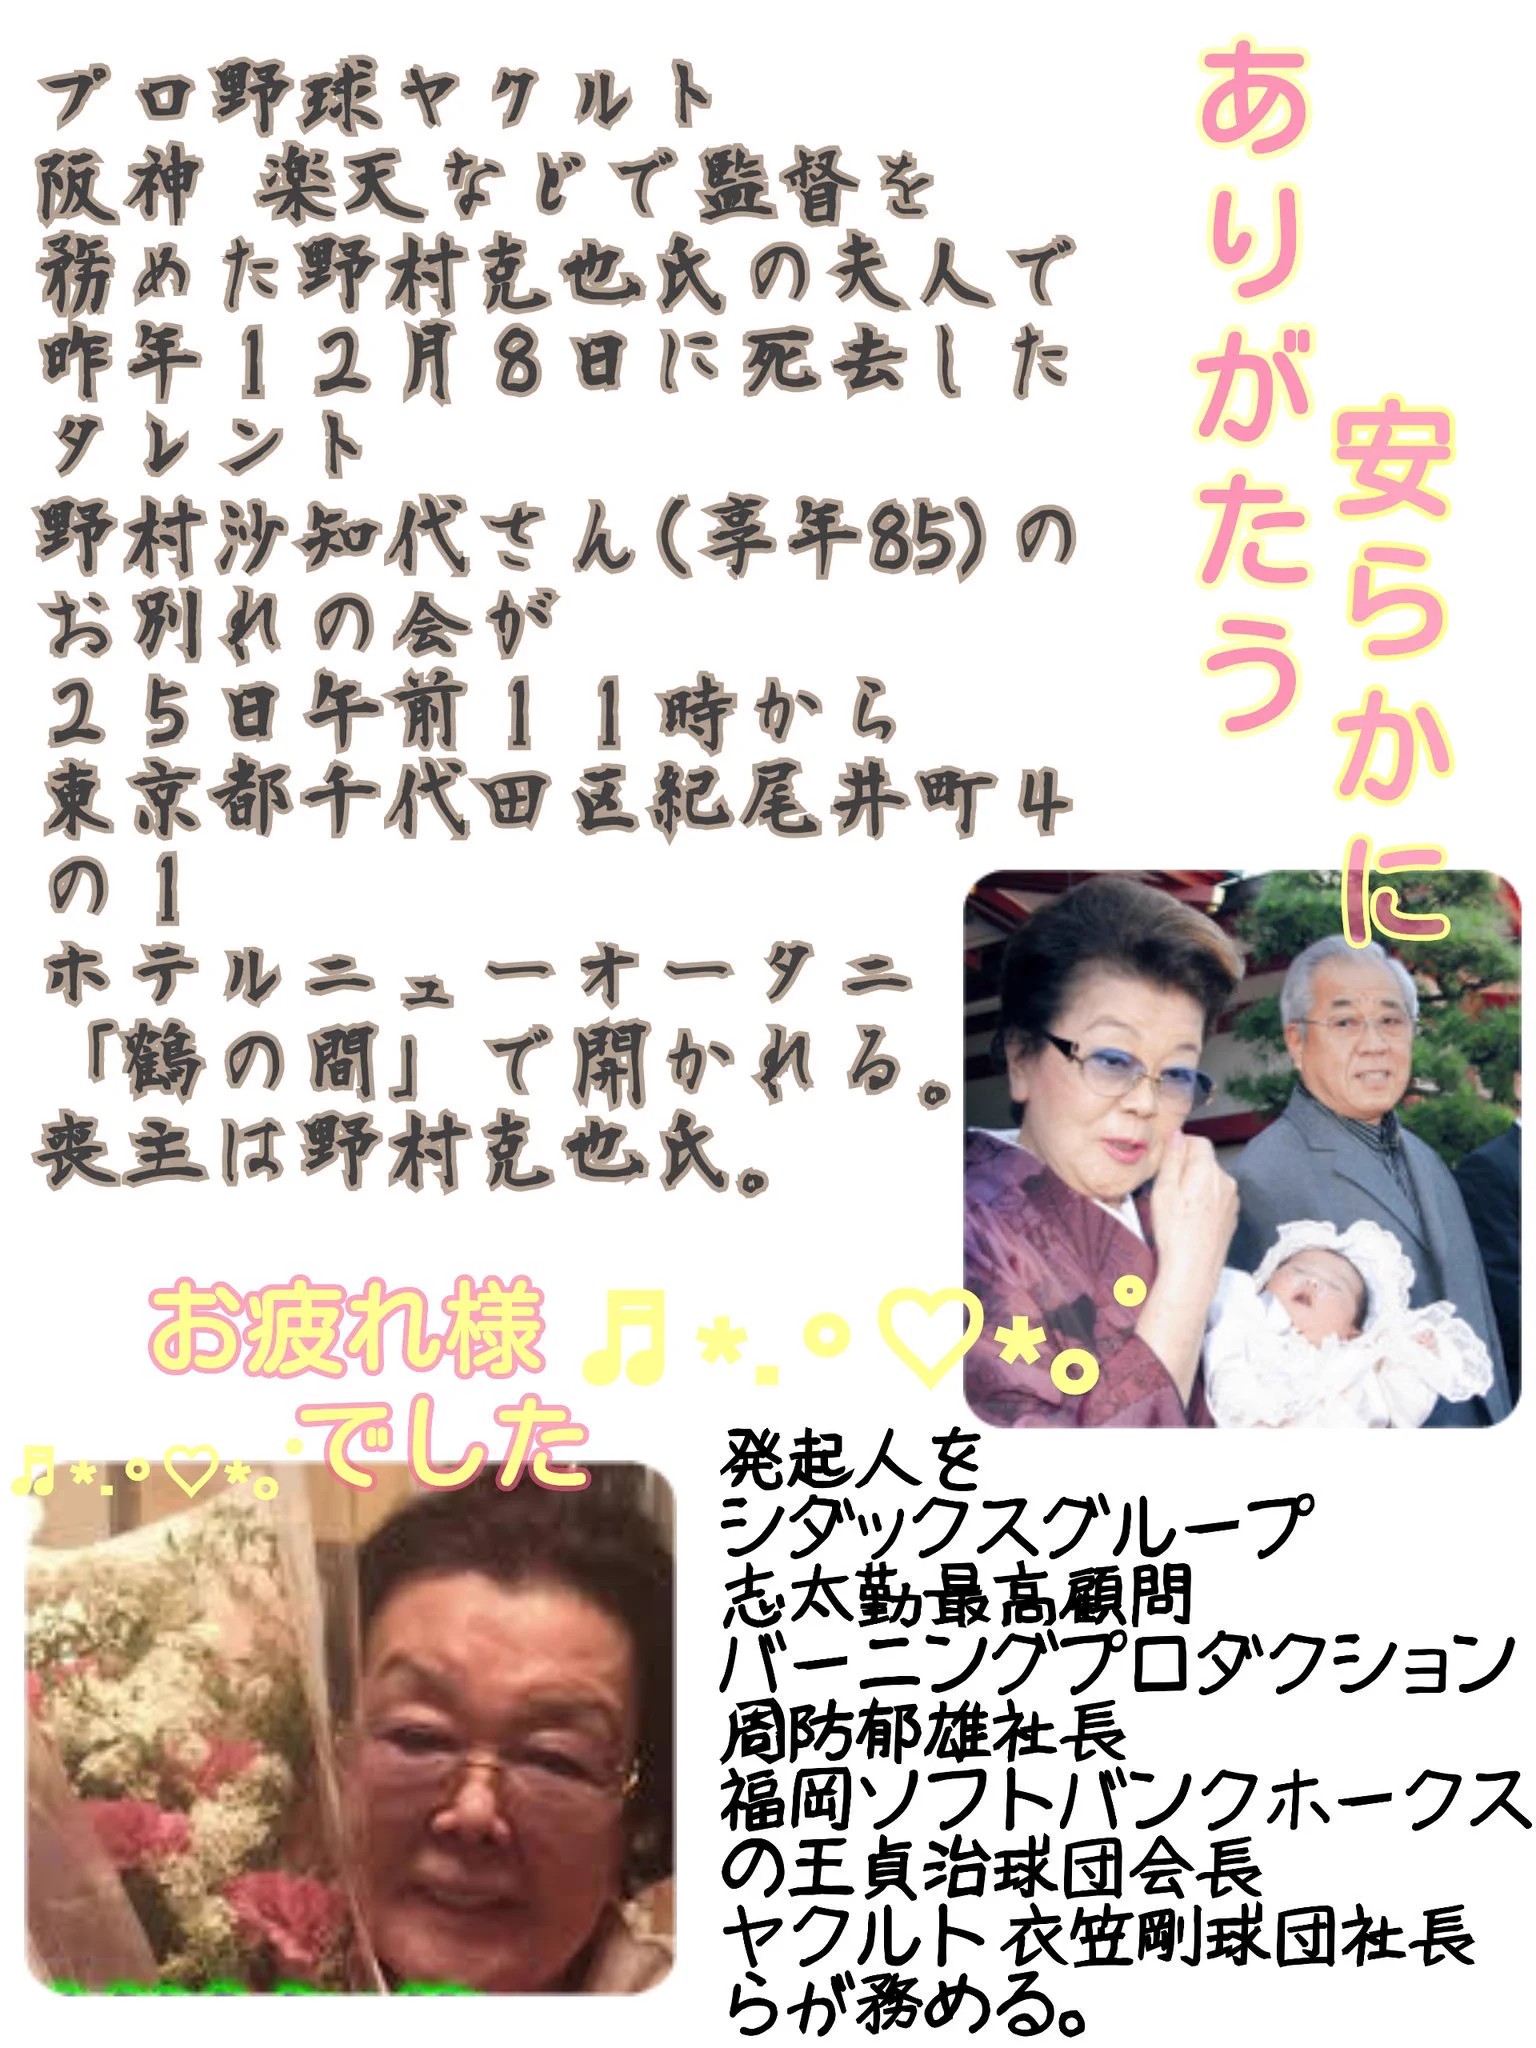 プロ野球ヤクルト
阪神 楽天などで監督を
務めた野村克也氏の夫人で
昨年12月8日に死去した
タレント
野村沙知代さん(享年85)の
お別れの会が
25日午前11時から
東京都千代田区紀尾井町4
の1
ホテルニューオータニ
「鶴の間」で開かれる。
喪主は野村克也氏。
ありがたう
安らかに
お疲れ様♬*.°♡*｡ﾟ
でした
♬*.°♡*｡ﾟ
発起人を
シダックスグループ
志太勤最高顧問
バーニングプロダクション
周防郁雄社長
福岡ソフトバンクホークス
の王貞治球団会長
ヤクルト 衣笠剛球団社長
らが務める。